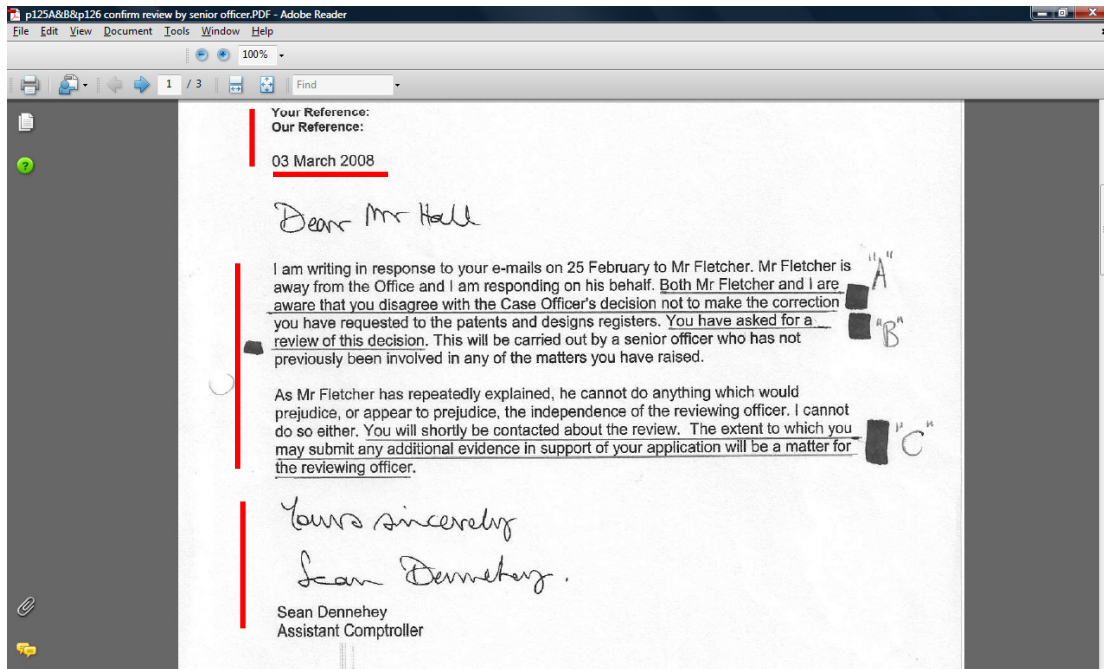 p125A&B&p126 confirm review by senior officer.PDF - Adobe Reader
File Edit View Document Tools Window Help
100%
1 / 3 Find
Your Reference:
Our Reference:
03 March 2008
Dear Mr Hall
I am writing in response to your e-mails on 25 February to Mr Fletcher. Mr Fletcher is
away from the Office and I am responding on his behalf. Both Mr Fletcher and I are
aware that you disagree with the Case Officer's decision not to make the correction
you have requested to the patents and designs registers. You have asked for a
review of this decision. This will be carried out by a senior officer who has not
previously been involved in any of the matters you have raised.
"A"
"B"
As Mr Fletcher has repeatedly explained, he cannot do anything which would
prejudice, or appear to prejudice, the independence of the reviewing officer. I cannot
do so either. You will shortly be contacted about the review. The extent to which you
may submit any additional evidence in support of your application will be a matter for
the reviewing officer.
"C"
Yours sincerely
Sean Dennehey.
Sean Dennehey
Assistant Comptroller